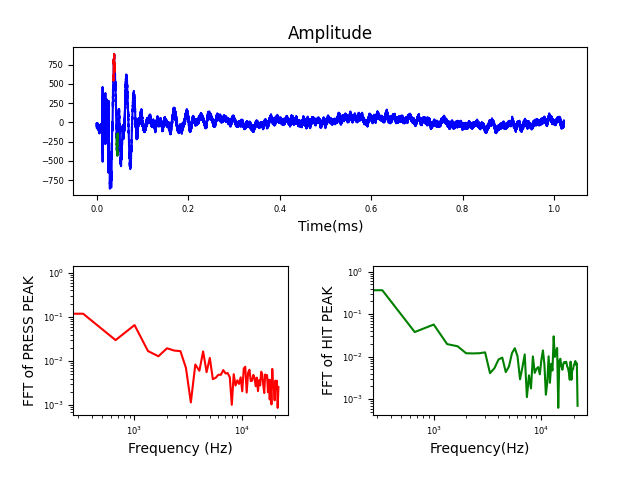 Amplitude
750
500
250
0
−250
−500
−750
0.0 0.2 0.4 0.6 0.8 1.0
Time(ms)
FFT of PRESS PEAK
10⁰
10⁻¹
10⁻²
10⁻³
10³ 10⁴
Frequency (Hz)
FFT of HIT PEAK
10⁰
10⁻¹
10⁻²
10⁻³
10³ 10⁴
Frequency(Hz)